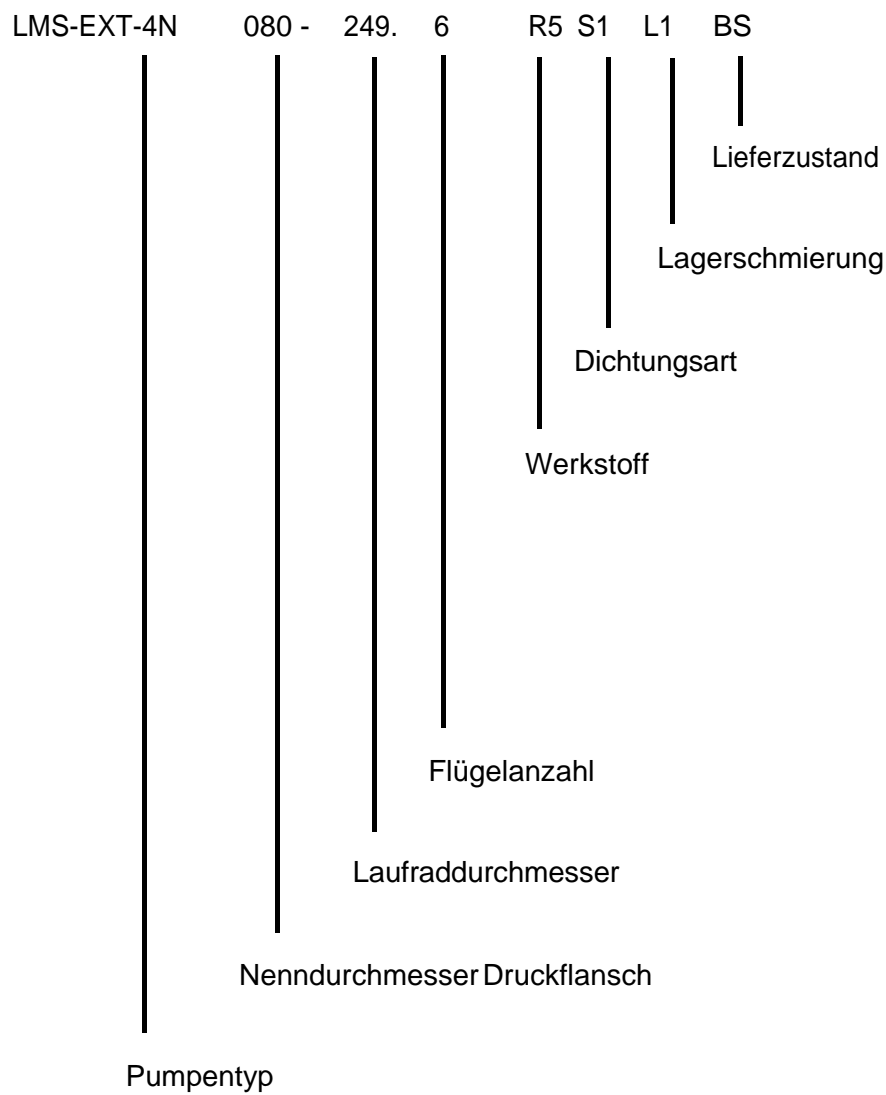 LMS-EXT-4N 080 - 249. 6 R5 S1 L1 BS
Lieferzustand
Lagerschmierung
Dichtungsart
Werkstoff
Flügelanzahl
Laufraddurchmesser
Nenndurchmesser Druckflansch
Pumpentyp